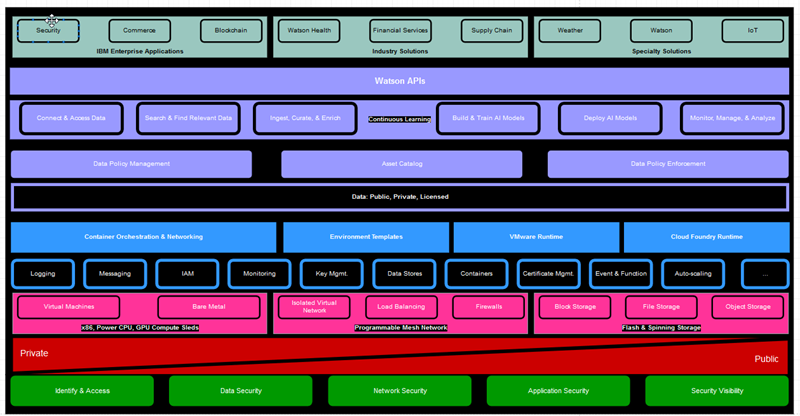 Security
Commerce
Blockchain
Watson Health
Financial Services
Supply Chain
Weather
Watson
IoT
IBM Enterprise Applications
Industry Solutions
Specialty Solutions
Watson APIs
Connect & Access Data
Search & Find Relevant Data
Ingest, Curate, & Enrich
Continuous Learning
Build & Train AI Models
Deploy AI Models
Monitor, Manage, & Analyze
Data Policy Management
Asset Catalog
Data Policy Enforcement
Data: Public, Private, Licensed
Container Orchestration & Networking
Environment Templates
VMware Runtime
Cloud Foundry Runtime
Logging
Messaging
IAM
Monitoring
Key Mgmt.
Data Stores
Containers
Certificate Mgmt.
Event & Function
Auto-scaling
...
Virtual Machines
Bare Metal
Isolated Virtual
Network
Load Balancing
Firewalls
Block Storage
File Storage
Object Storage
x86, Power CPU, GPU Compute Sleds
Programmable Mesh Network
Flash & Spinning Storage
Private
Public
Identify & Access
Data Security
Network Security
Application Security
Security Visibility